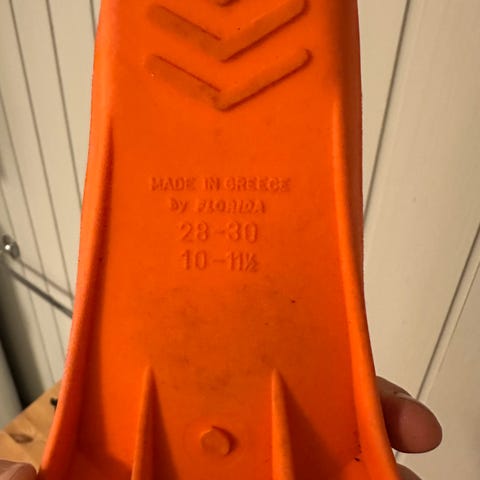 MADE IN GREECE
by FLORIDA
28-30
10-11½